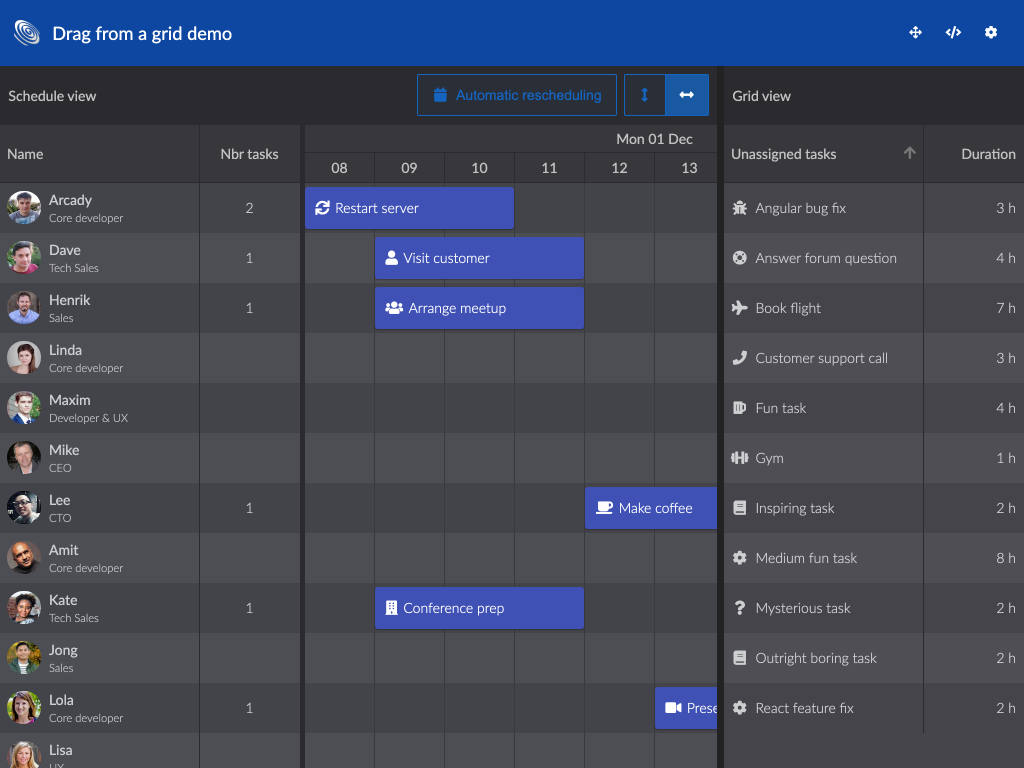 Drag from a grid demo
Schedule view
Automatic rescheduling
Grid view
Name
Nbr tasks
Mon 01 Dec
08 09 10 11 12 13
Unassigned tasks
Duration
Arcady
Core developer
2
Restart server
Dave
Tech Sales
1
Visit customer
Henrik
Sales
1
Arrange meetup
Linda
Core developer
Maxim
Developer & UX
Mike
CEO
Lee
CTO
1
Make coffee
Amit
Core developer
Kate
Tech Sales
1
Conference prep
Jong
Sales
Lola
Core developer
1
Prese
Lisa
UX
Angular bug fix 3 h
Answer forum question 4 h
Book flight 7 h
Customer support call 3 h
Fun task 4 h
Gym 1 h
Inspiring task 2 h
Medium fun task 8 h
Mysterious task 2 h
Outright boring task 2 h
React feature fix 2 h